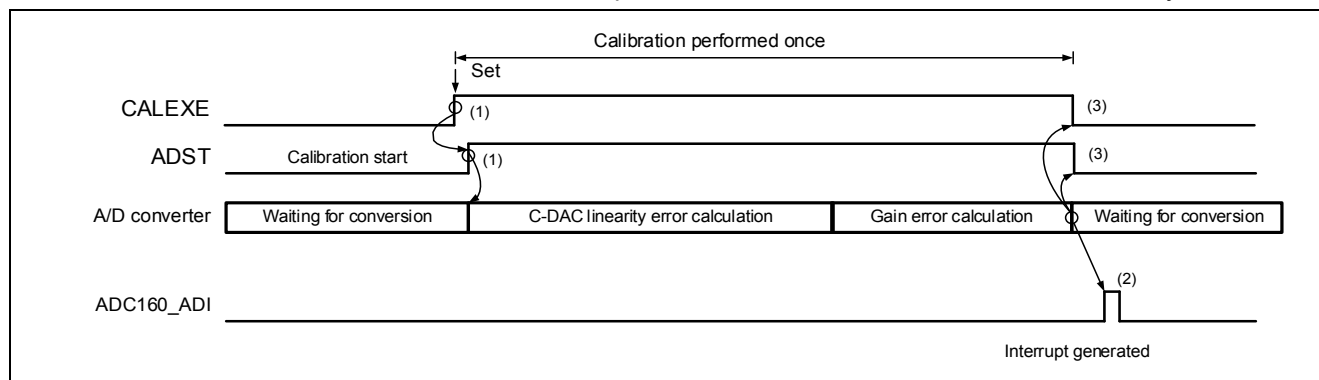 Calibration performed once
Set
CALEXE (1) (3)
ADST Calibration start (1) (3)
A/D converter Waiting for conversion C-DAC linearity error calculation Gain error calculation Waiting for conversion
(2)
ADC160_ADI
Interrupt generated